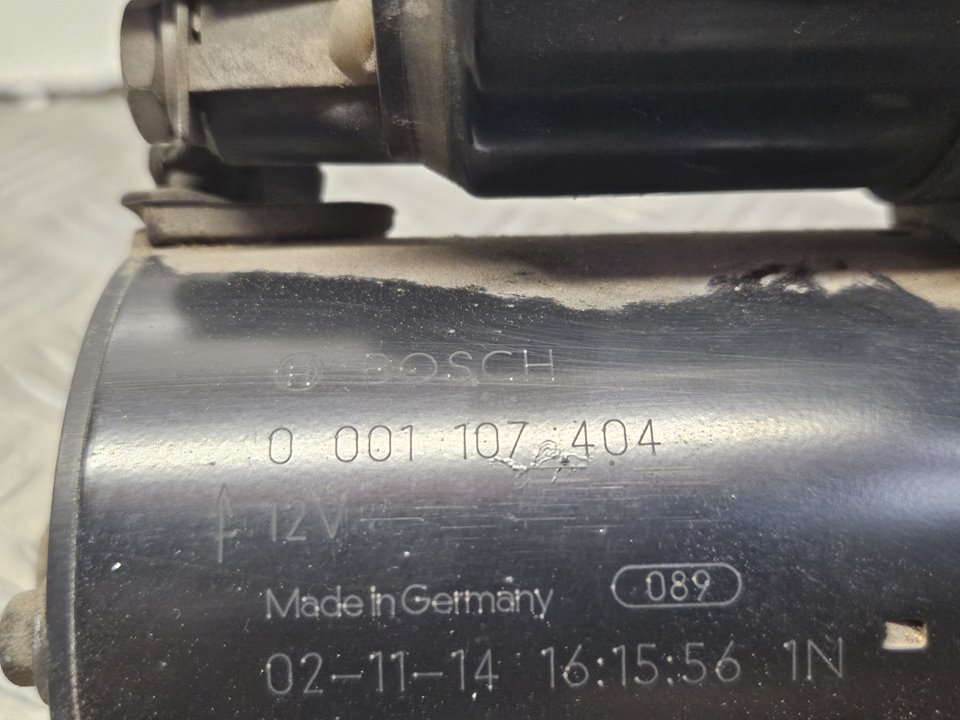 BOSCH
0 001 107 404
12V
Made in Germany 089
02-11-14 16:15:56 1N